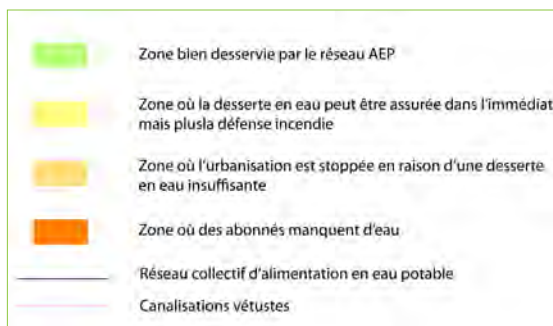 Zone bien desservie par le réseau AEP
Zone où la desserte en eau peut être assurée dans l'immédiat
mais plusla défense incendie
Zone où l'urbanisation est stoppée en raison d'une desserte
en eau insuffisante
Zone où des abonnés manquent d'eau
Réseau collectif d'alimentation en eau potable
Canalisations vétustes